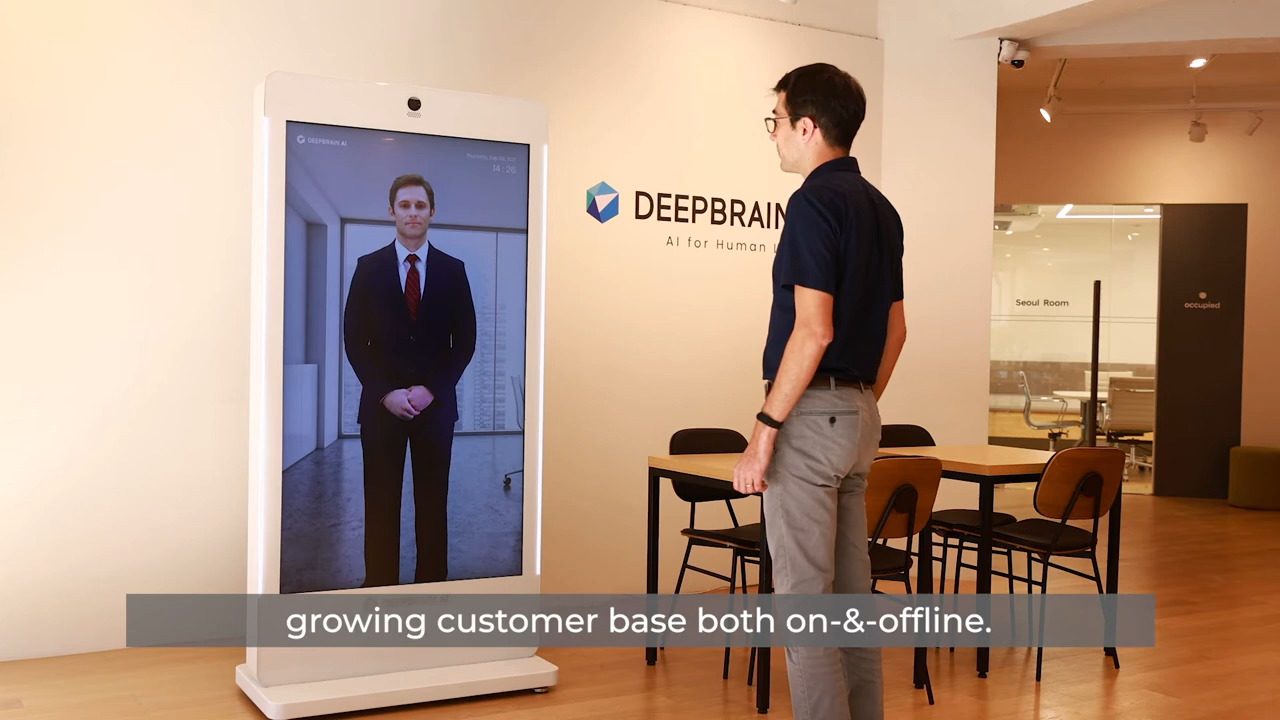 DEEPBRAIN AI
14 : 26
DEEPBRAIN
AI for Human
Seoul Room
occupied
growing customer base both on-&-offline.